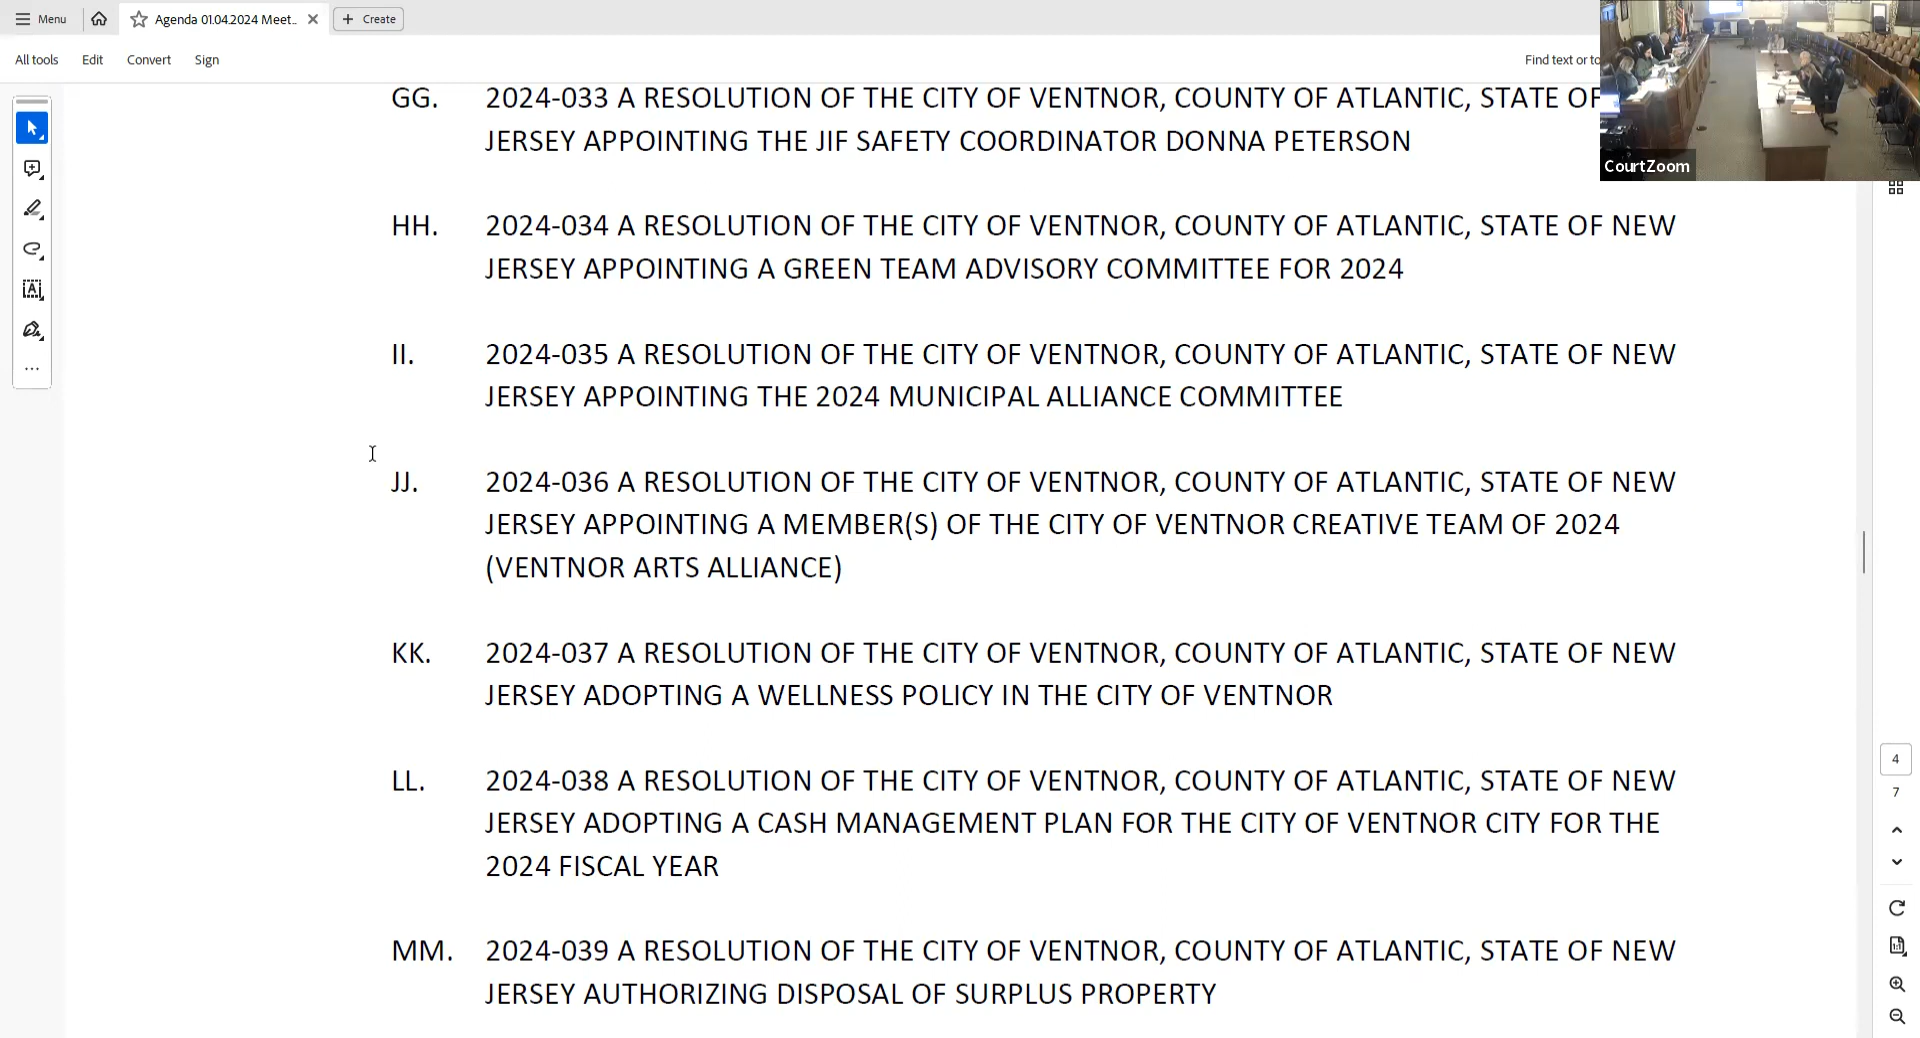 Menu
Agenda 01.04.2024 Meet..
Create
All tools
Edit
Convert
Sign
Find text or to
CourtZoom
GG. 2024-033 A RESOLUTION OF THE CITY OF VENTNOR, COUNTY OF ATLANTIC, STATE OF
JERSEY APPOINTING THE JIF SAFETY COORDINATOR DONNA PETERSON
HH. 2024-034 A RESOLUTION OF THE CITY OF VENTNOR, COUNTY OF ATLANTIC, STATE OF NEW
JERSEY APPOINTING A GREEN TEAM ADVISORY COMMITTEE FOR 2024
II. 2024-035 A RESOLUTION OF THE CITY OF VENTNOR, COUNTY OF ATLANTIC, STATE OF NEW
JERSEY APPOINTING THE 2024 MUNICIPAL ALLIANCE COMMITTEE
JJ. 2024-036 A RESOLUTION OF THE CITY OF VENTNOR, COUNTY OF ATLANTIC, STATE OF NEW
JERSEY APPOINTING A MEMBER(S) OF THE CITY OF VENTNOR CREATIVE TEAM OF 2024
(VENTNOR ARTS ALLIANCE)
KK. 2024-037 A RESOLUTION OF THE CITY OF VENTNOR, COUNTY OF ATLANTIC, STATE OF NEW
JERSEY ADOPTING A WELLNESS POLICY IN THE CITY OF VENTNOR
LL. 2024-038 A RESOLUTION OF THE CITY OF VENTNOR, COUNTY OF ATLANTIC, STATE OF NEW
JERSEY ADOPTING A CASH MANAGEMENT PLAN FOR THE CITY OF VENTNOR CITY FOR THE
2024 FISCAL YEAR
MM. 2024-039 A RESOLUTION OF THE CITY OF VENTNOR, COUNTY OF ATLANTIC, STATE OF NEW
JERSEY AUTHORIZING DISPOSAL OF SURPLUS PROPERTY
4
7